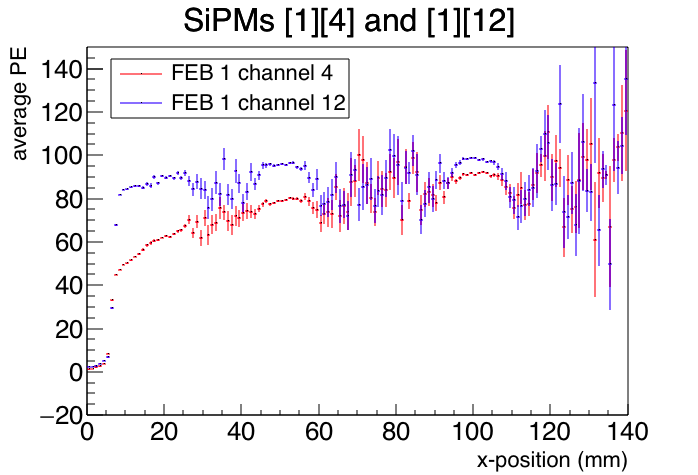 SiPMs [1][4] and [1][12]
average PE
FEB 1 channel 4
FEB 1 channel 12
140
120
100
80
60
40
20
0
−20
0 20 40 60 80 100 120 140
x-position (mm)